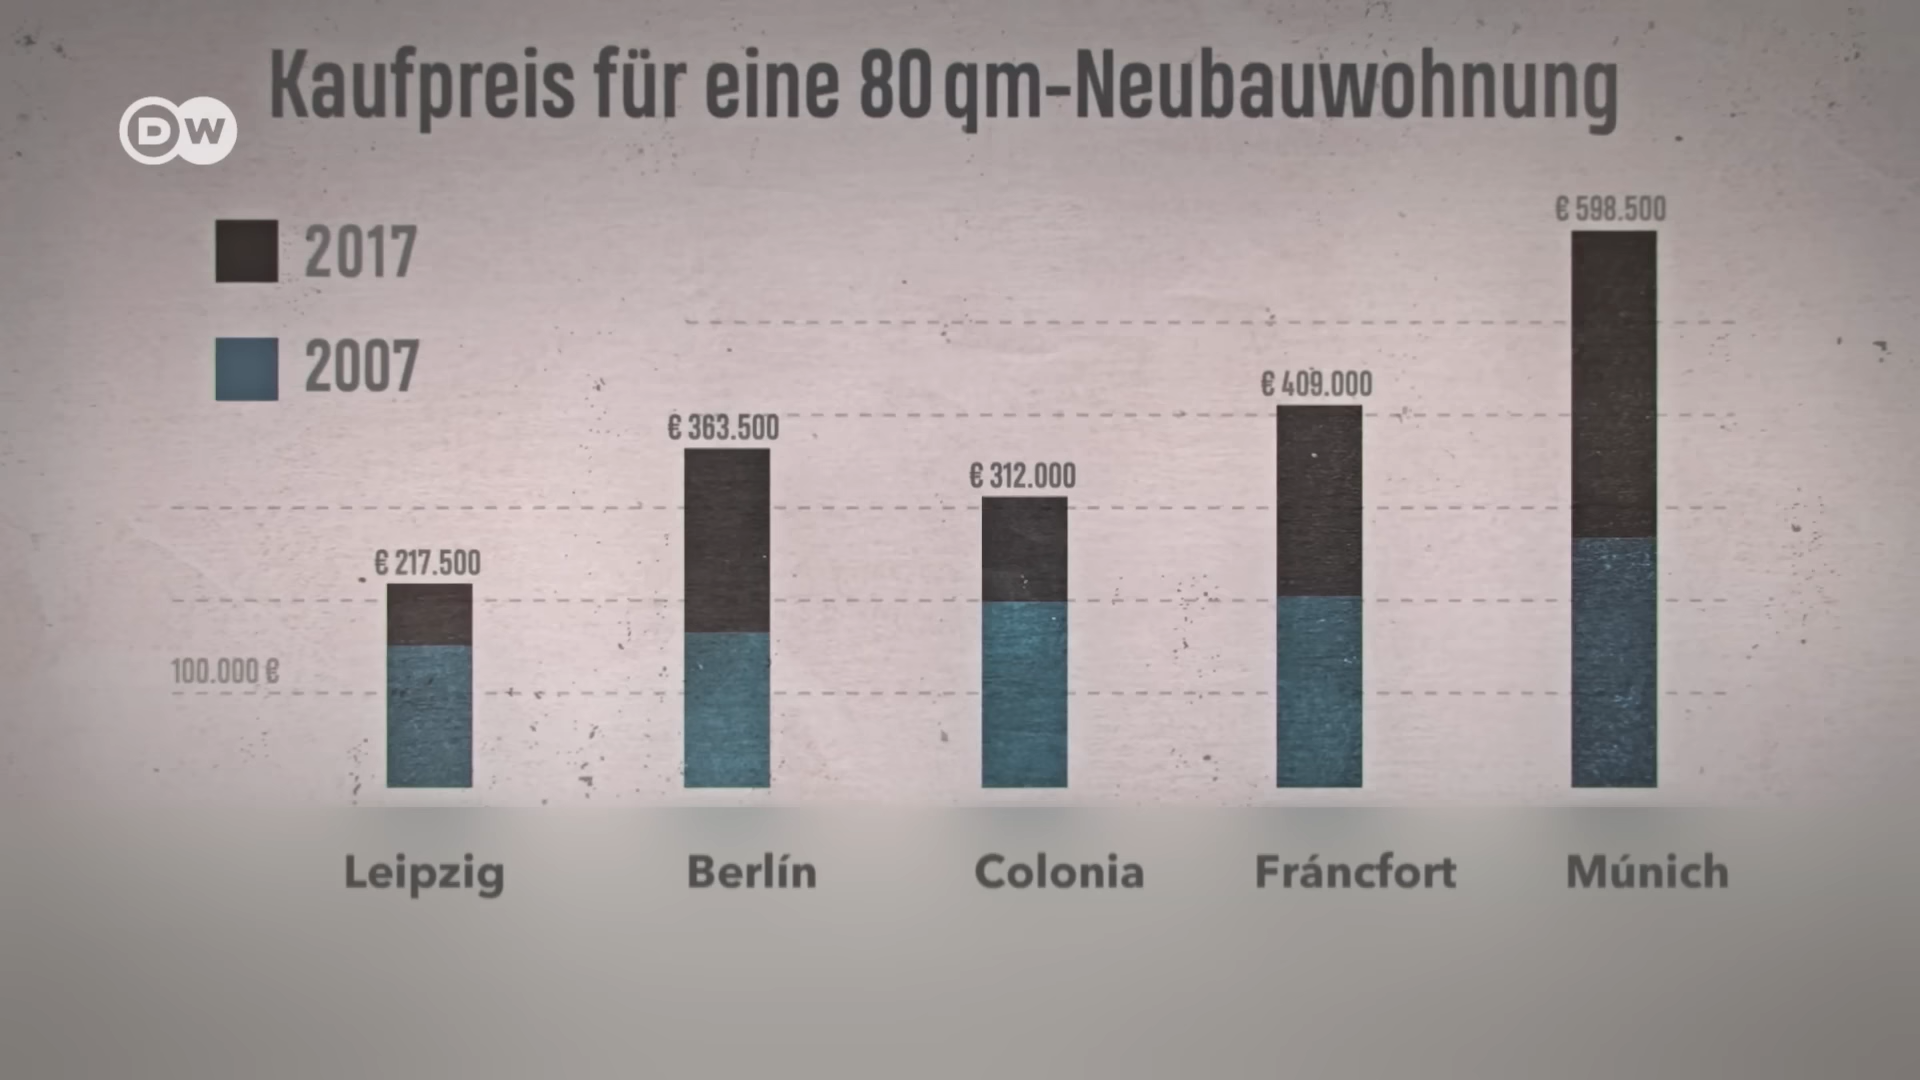 Kaufpreis für eine 80 qm-Neubauwohnung
DW
2017
2007
€ 217.500
€ 363.500
€ 312.000
€ 409.000
€ 598.500
100.000 €
Leipzig
Berlín
Colonia
Fráncfort
Múnich